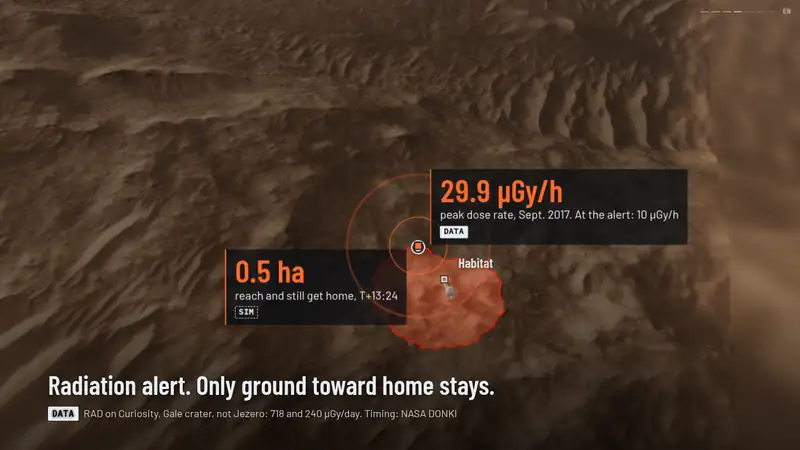 EN
29.9 μGy/h
peak dose rate, Sept. 2017. At the alert: 10 μGy/h
DATA
Habitat
0.5 ha
reach and still get home, T+13:24
SIM
Radiation alert. Only ground toward home stays.
DATA RAD on Curiosity, Gale crater, not Jezero: 718 and 240 μGy/day. Timing: NASA DONKI